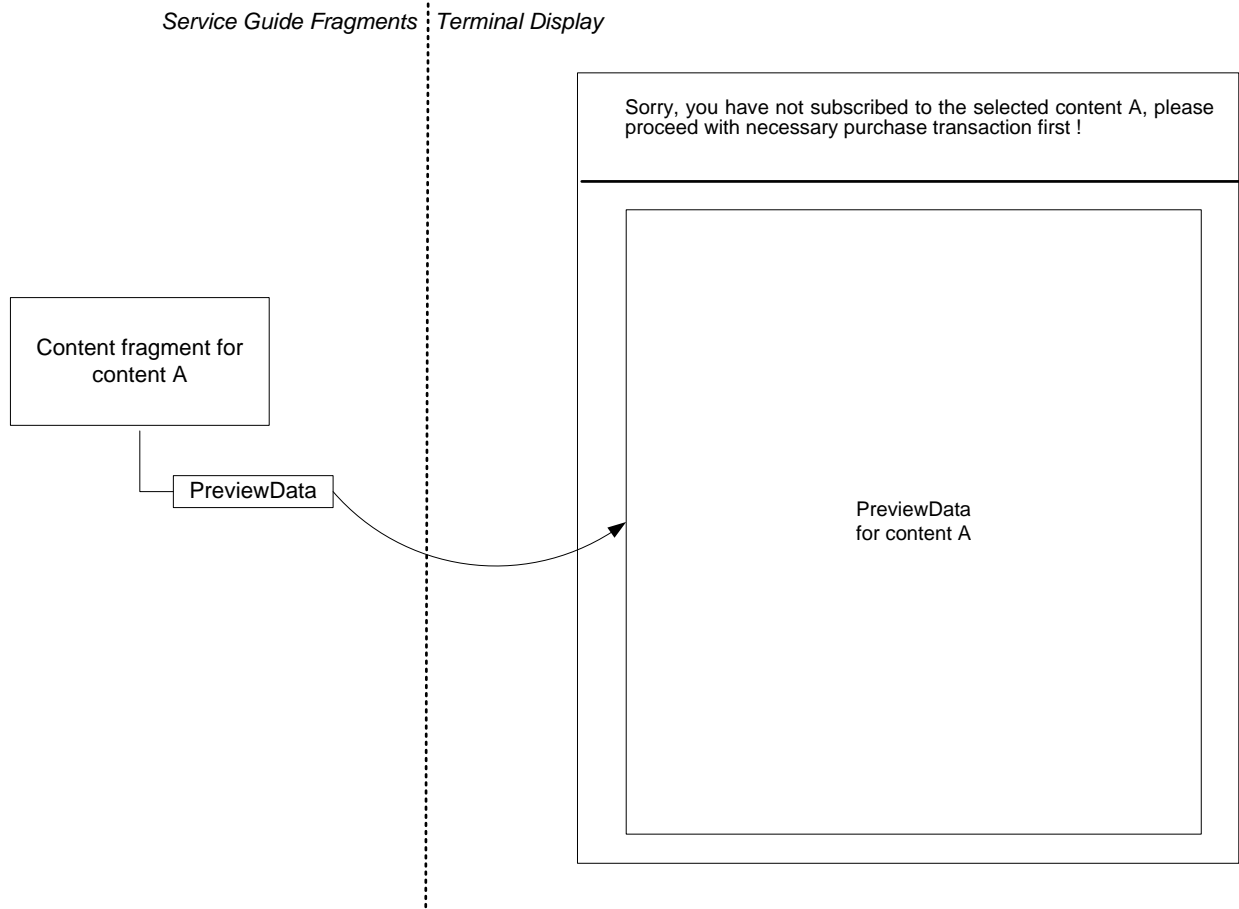 Service Guide Fragments
Terminal Display
Sorry, you have not subscribed to the selected content A, please
proceed with necessary purchase transaction first !
Content fragment for
content A
PreviewData
PreviewData
for content A